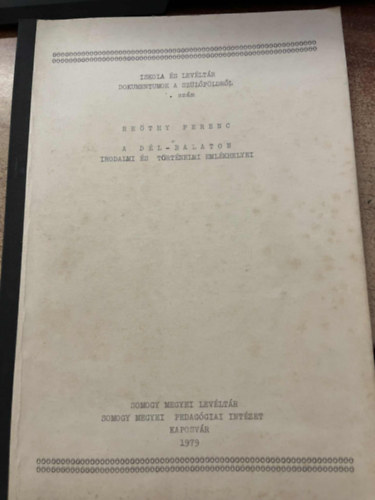 ISKOLA ÉS LEVÉLTÁR
DOKUMENTUMOK A SZÜLŐFÖLDRŐL
. szám
SZŐTHY FERENC
A DÉL-BALATON
IRODALMI ÉS TÖRTÉNELMI EMLÉKHELYEI
SOMOGY MEGYEI LEVÉLTÁR
SOMOGY MEGYEI PEDAGÓGIAI INTÉZET
KAPOSVÁR
1979